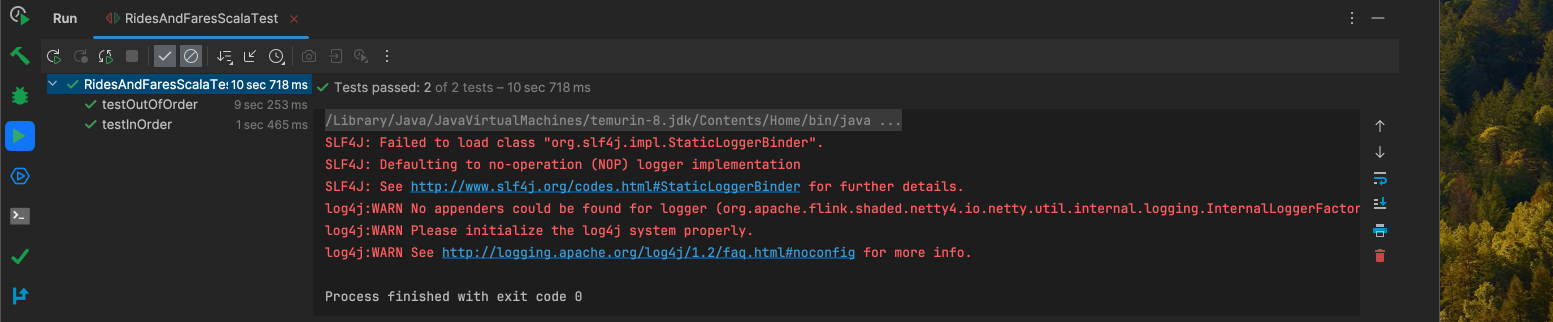 Run RidesAndFaresScalaTest
RidesAndFaresScalaTes 10 sec 718 ms
testOutOfOrder 9 sec 253 ms
testInOrder 1 sec 465 ms
Tests passed: 2 of 2 tests – 10 sec 718 ms
/Library/Java/JavaVirtualMachines/temurin-8.jdk/Contents/Home/bin/java ...
SLF4J: Failed to load class "org.slf4j.impl.StaticLoggerBinder".
SLF4J: Defaulting to no-operation (NOP) logger implementation
SLF4J: See http://www.slf4j.org/codes.html#StaticLoggerBinder for further details.
log4j:WARN No appenders could be found for logger (org.apache.flink.shaded.netty4.io.netty.util.internal.logging.InternalLoggerFactor
log4j:WARN Please initialize the log4j system properly.
log4j:WARN See http://logging.apache.org/log4j/1.2/faq.html#noconfig for more info.
Process finished with exit code 0